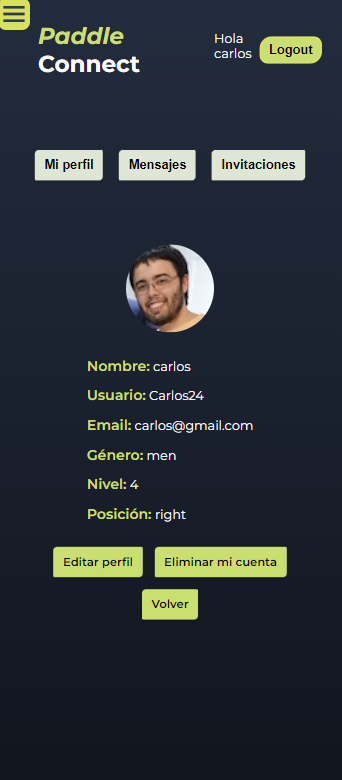 Paddle
Connect
Hola
carlos
Logout
Mi perfil
Mensajes
Invitaciones
Nombre: carlos
Usuario: Carlos24
Email: carlos@gmail.com
Género: men
Nivel: 4
Posición: right
Editar perfil
Eliminar mi cuenta
Volver